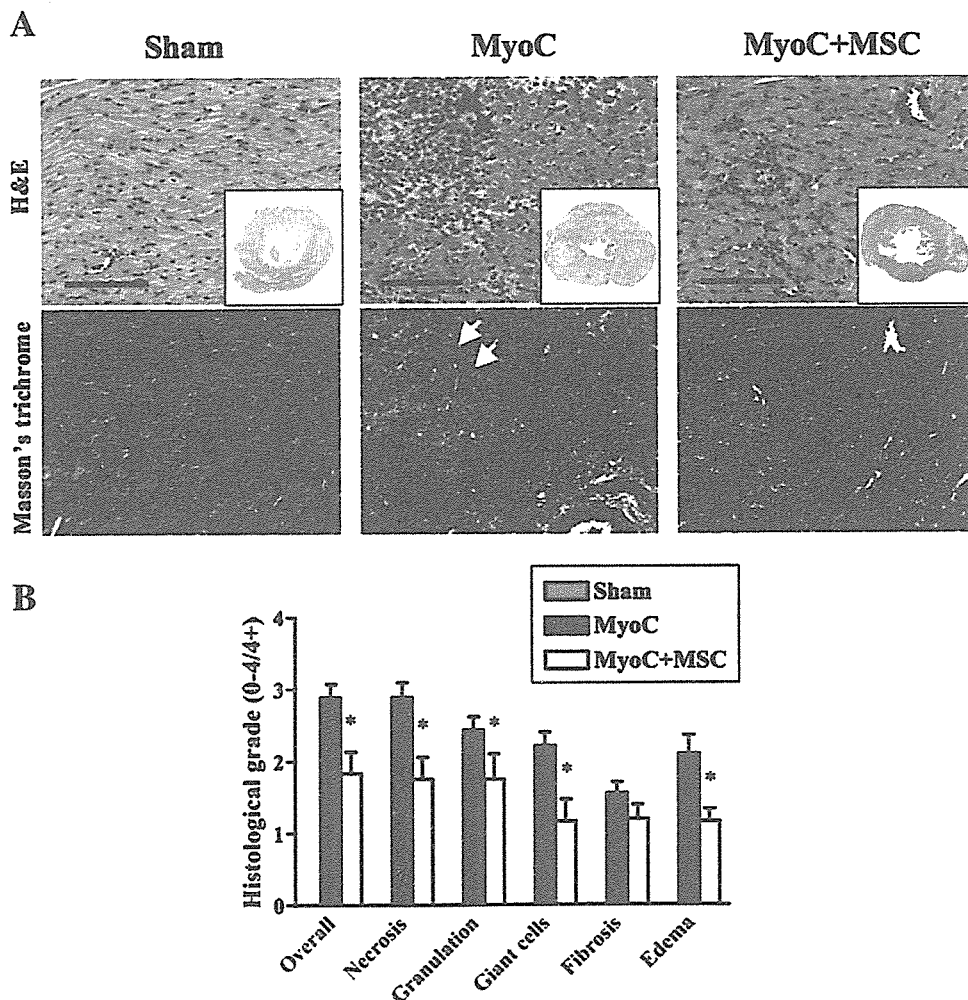 A
Sham
MyoC
MyoC+MSC
H&E
Masson's trichrome
B
Sham
MyoC
MyoC+MSC
Histological grade (0-4/4+)
4
3
2
1
0
*
*
*
*
*
Overall
Necrosis
Granulation
Giant cells
Fibrosis
Edema